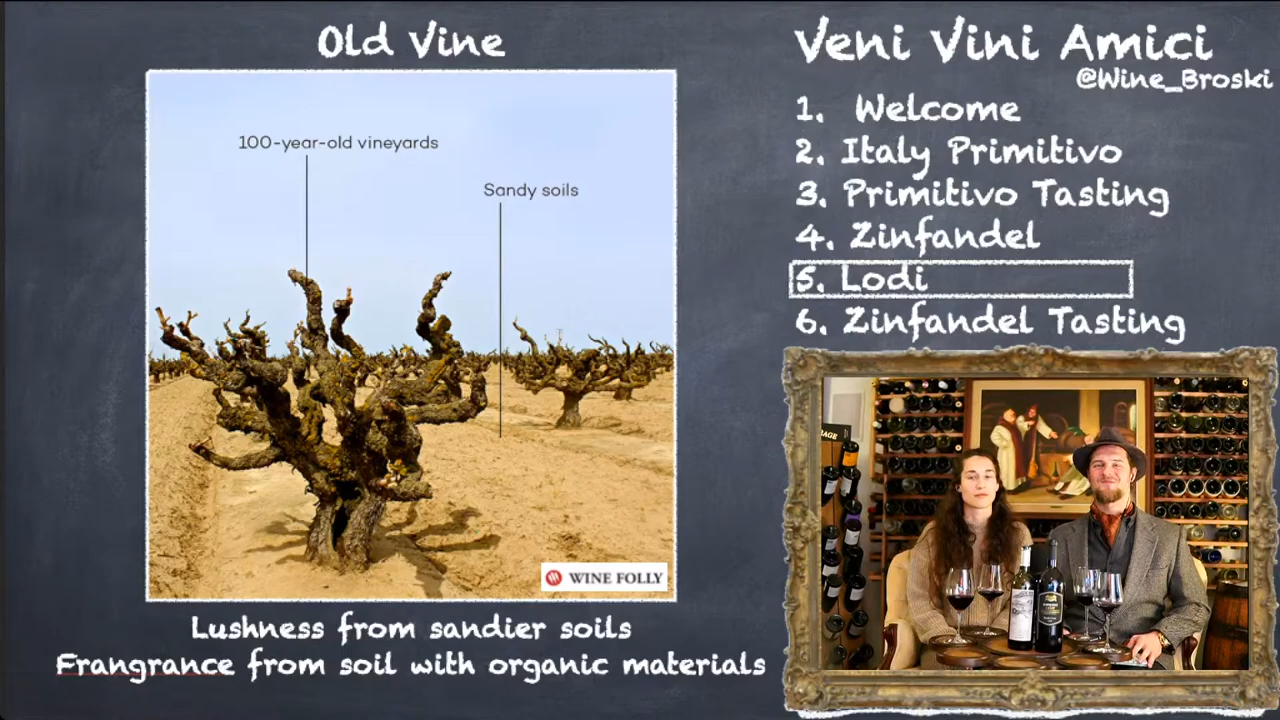 Old Vine
100-year-old vineyards
Sandy soils
WINE FOLLY
Lushness from sandier soils
Frangrance from soil with organic materials
Veni Vini Amici
@Wine_Broski
1. Welcome
2. Italy Primitivo
3. Primitivo Tasting
4. Zinfandel
5. Lodi
6. Zinfandel Tasting